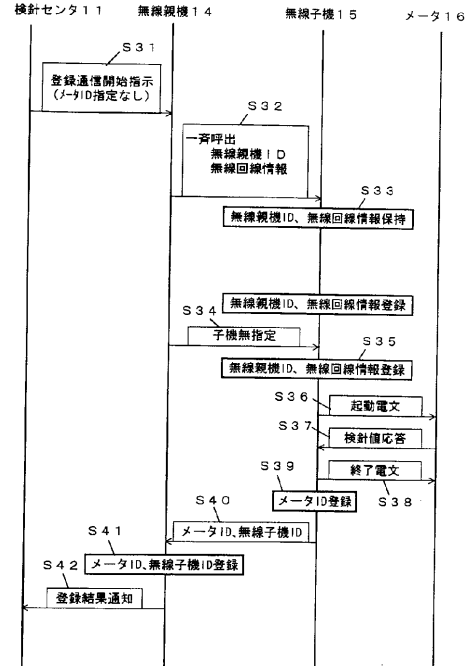 検針センタ11
無線親機14
無線子機15
メータ16
S31
登録通信開始指示
(メータID指定なし)
S32
一斉呼出
無線親機ID
無線回線情報
S33
無線親機ID、無線回線情報保持
無線親機ID、無線回線情報登録
S34
子機無指定
S35
無線親機ID、無線回線情報登録
S36
起動電文
S37
検針値応答
S39
終了電文
メータID登録
S38
S40
メータID、無線子機ID
S41
メータID、無線子機ID登録
S42
登録結果通知